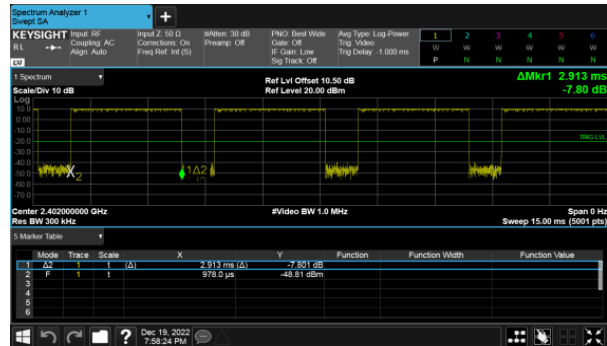 Spectrum Analyzer 1
Swept SA
+
KEYSIGHT Input: RF Input Z: 50 Ω #Atten: 30 dB PNO: Best Wide Avg Type: Log-Power 1 2 3 4 5 6
RL Coupling: AC Corrections: On Preamp: Off Gate: Off Trig: Video W W W W W W
Align: Auto Freq Ref: Int (S) IF Gain: Low Trig Delay: -1.000 ms P N N N N N
Sig Track: Off
LXI
1 Spectrum Ref Lvl Offset 10.50 dB ΔMkr1 2.913 ms
Scale/Div 10 dB Ref Level 20.00 dBm -7.80 dB
Log
10.0
0.00
-10.0
-20.0
TRIG LVL
-30.0
-40.0
-50.0
X2 1Δ2
-60.0
-70.0
Center 2.402000000 GHz #Video BW 1.0 MHz Span 0 Hz
Res BW 300 kHz Sweep 15.00 ms (5001 pts)
5 Marker Table
Mode Trace Scale X Y Function Function Width Function Value
1 Δ2 1 t (Δ) 2.913 ms (Δ) -7.801 dB
2 F 1 t 978.0 µs -48.81 dBm
3
4
5
6
? Dec 19, 2022
7:58:24 PM